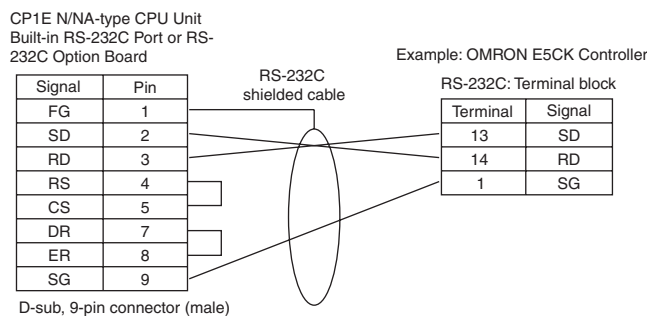 CP1E N/NA-type CPU Unit
Built-in RS-232C Port or RS-
232C Option Board
Example: OMRON E5CK Controller
RS-232C
shielded cable
RS-232C: Terminal block
Signal Pin
FG 1
SD 2
RD 3
RS 4
CS 5
DR 7
ER 8
SG 9
Terminal Signal
13 SD
14 RD
1 SG
D-sub, 9-pin connector (male)